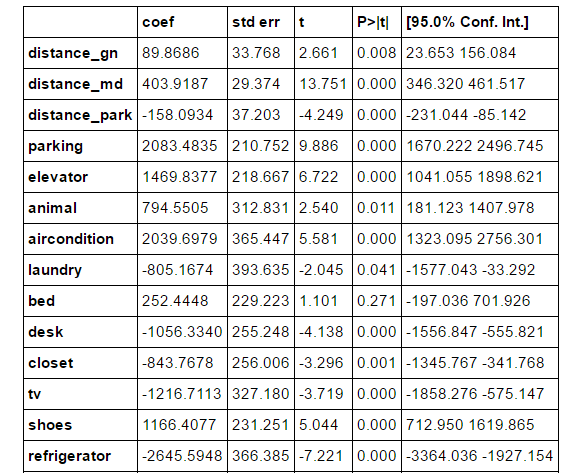 coef std err t P>|t| [95.0% Conf. Int.]
distance_gn 89.8686 33.768 2.661 0.008 23.653 156.084
distance_md 403.9187 29.374 13.751 0.000 346.320 461.517
distance_park -158.0934 37.203 -4.249 0.000 -231.044 -85.142
parking 2083.4835 210.752 9.886 0.000 1670.222 2496.745
elevator 1469.8377 218.667 6.722 0.000 1041.055 1898.621
animal 794.5505 312.831 2.540 0.011 181.123 1407.978
aircondition 2039.6979 365.447 5.581 0.000 1323.095 2756.301
laundry -805.1674 393.635 -2.045 0.041 -1577.043 -33.292
bed 252.4448 229.223 1.101 0.271 -197.036 701.926
desk -1056.3340 255.248 -4.138 0.000 -1556.847 -555.821
closet -843.7678 256.006 -3.296 0.001 -1345.767 -341.768
tv -1216.7113 327.180 -3.719 0.000 -1858.276 -575.147
shoes 1166.4077 231.251 5.044 0.000 712.950 1619.865
refrigerator -2645.5948 366.385 -7.221 0.000 -3364.036 -1927.154